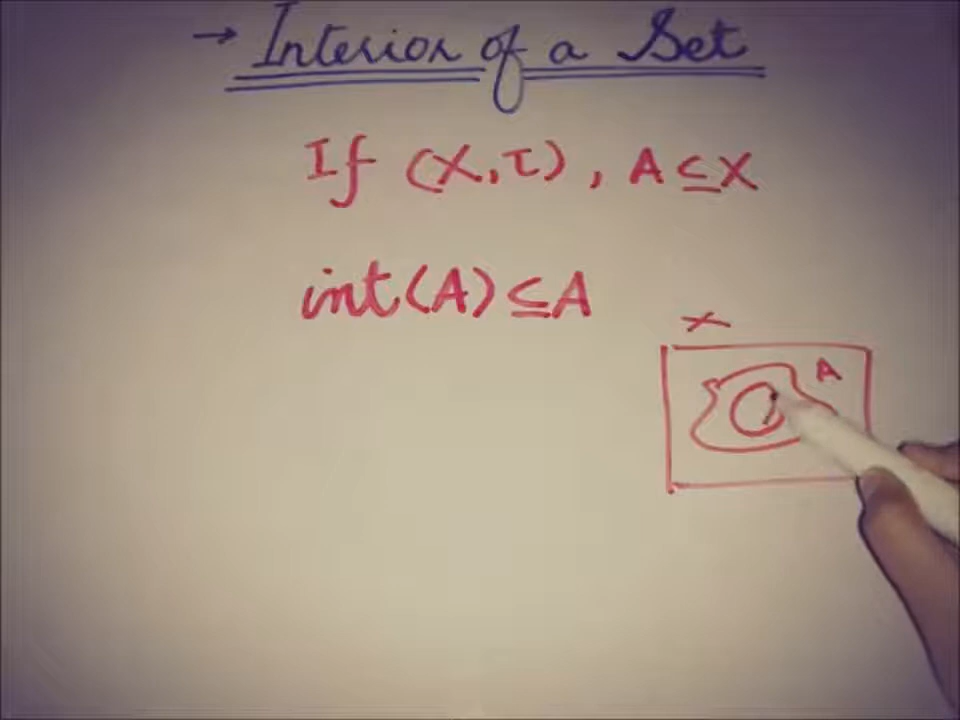 → Interior of a Set
If (X,τ), A⊆X
int(A)⊆A
X
A